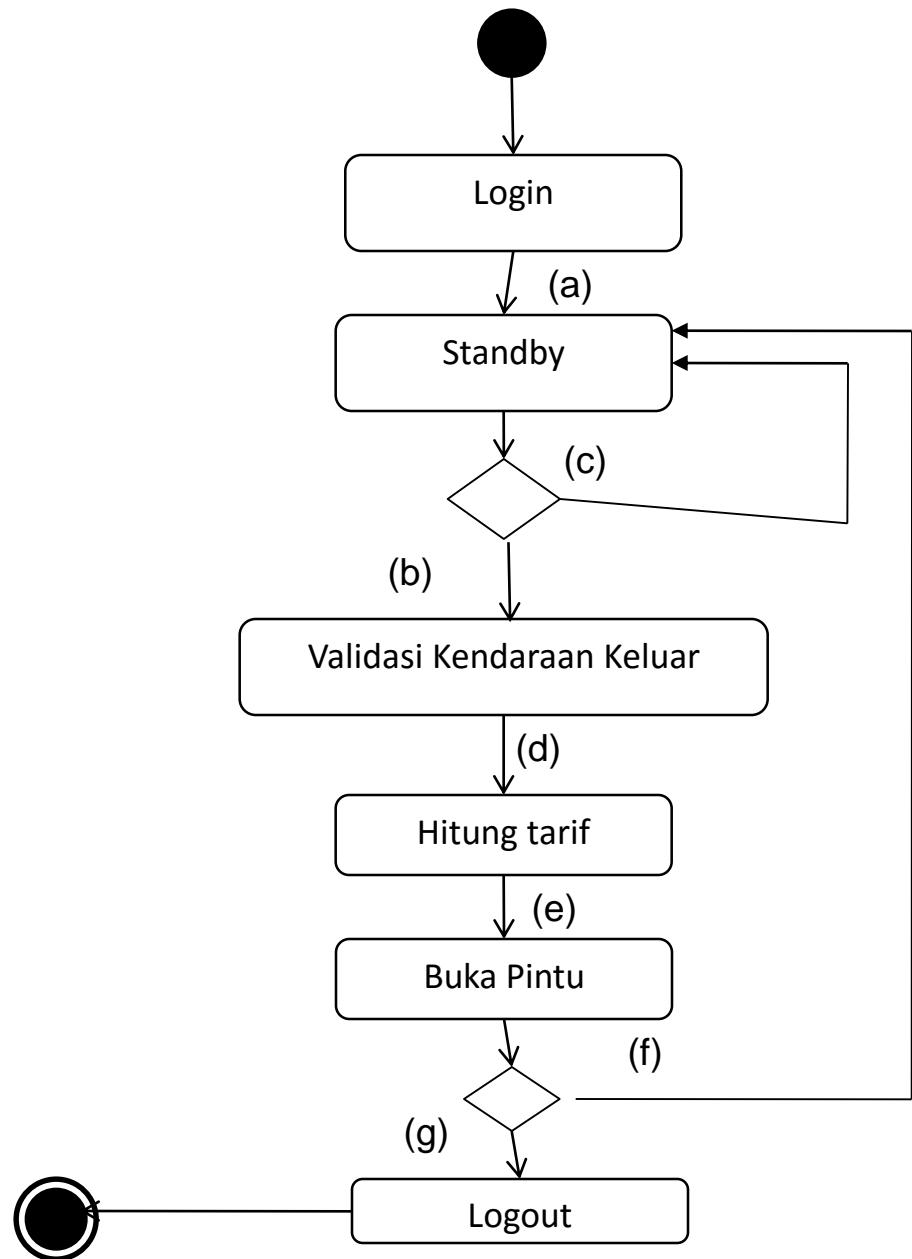 Login
(a)
Standby
(c)
(b)
Validasi Kendaraan Keluar
(d)
Hitung tarif
(e)
Buka Pintu
(f)
(g)
Logout